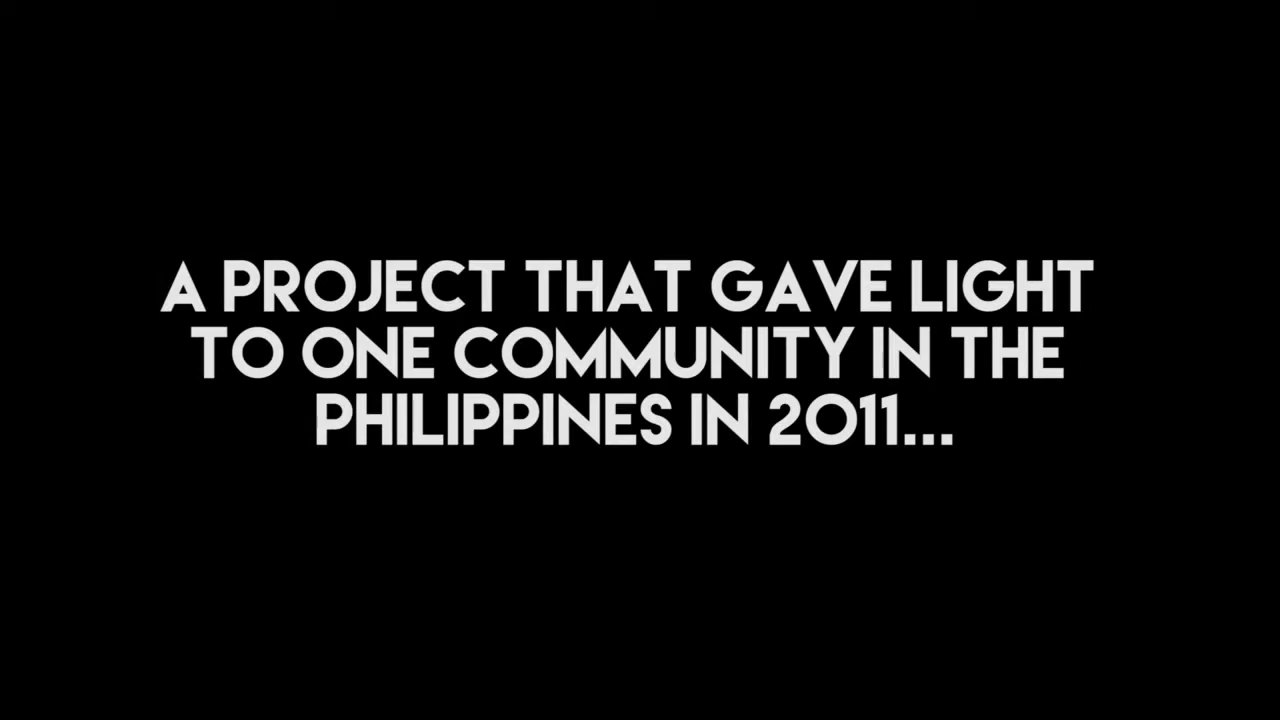 A PROJECT THAT GAVE LIGHT
TO ONE COMMUNITY IN THE
PHILIPPINES IN 2011...